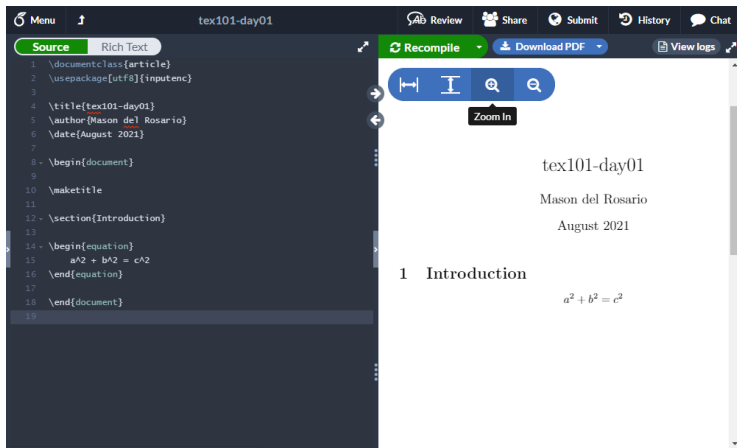 Menu tex101-day01 Review Share Submit History Chat
Source Rich Text Recompile Download PDF View logs
1 \documentclass{article}
2 \usepackage[utf8]{inputenc}
3
4 \title{tex101-day01}
5 \author{Mason del Rosario}
6 \date{August 2021}
7
8 \begin{document}
9
10 \maketitle
11
12 \section{Introduction}
13
14 \begin{equation}
15 a^2 + b^2 = c^2
16 \end{equation}
17
18 \end{document}
19
Zoom In
tex101-day01
Mason del Rosario
August 2021
1 Introduction
a² + b² = c²